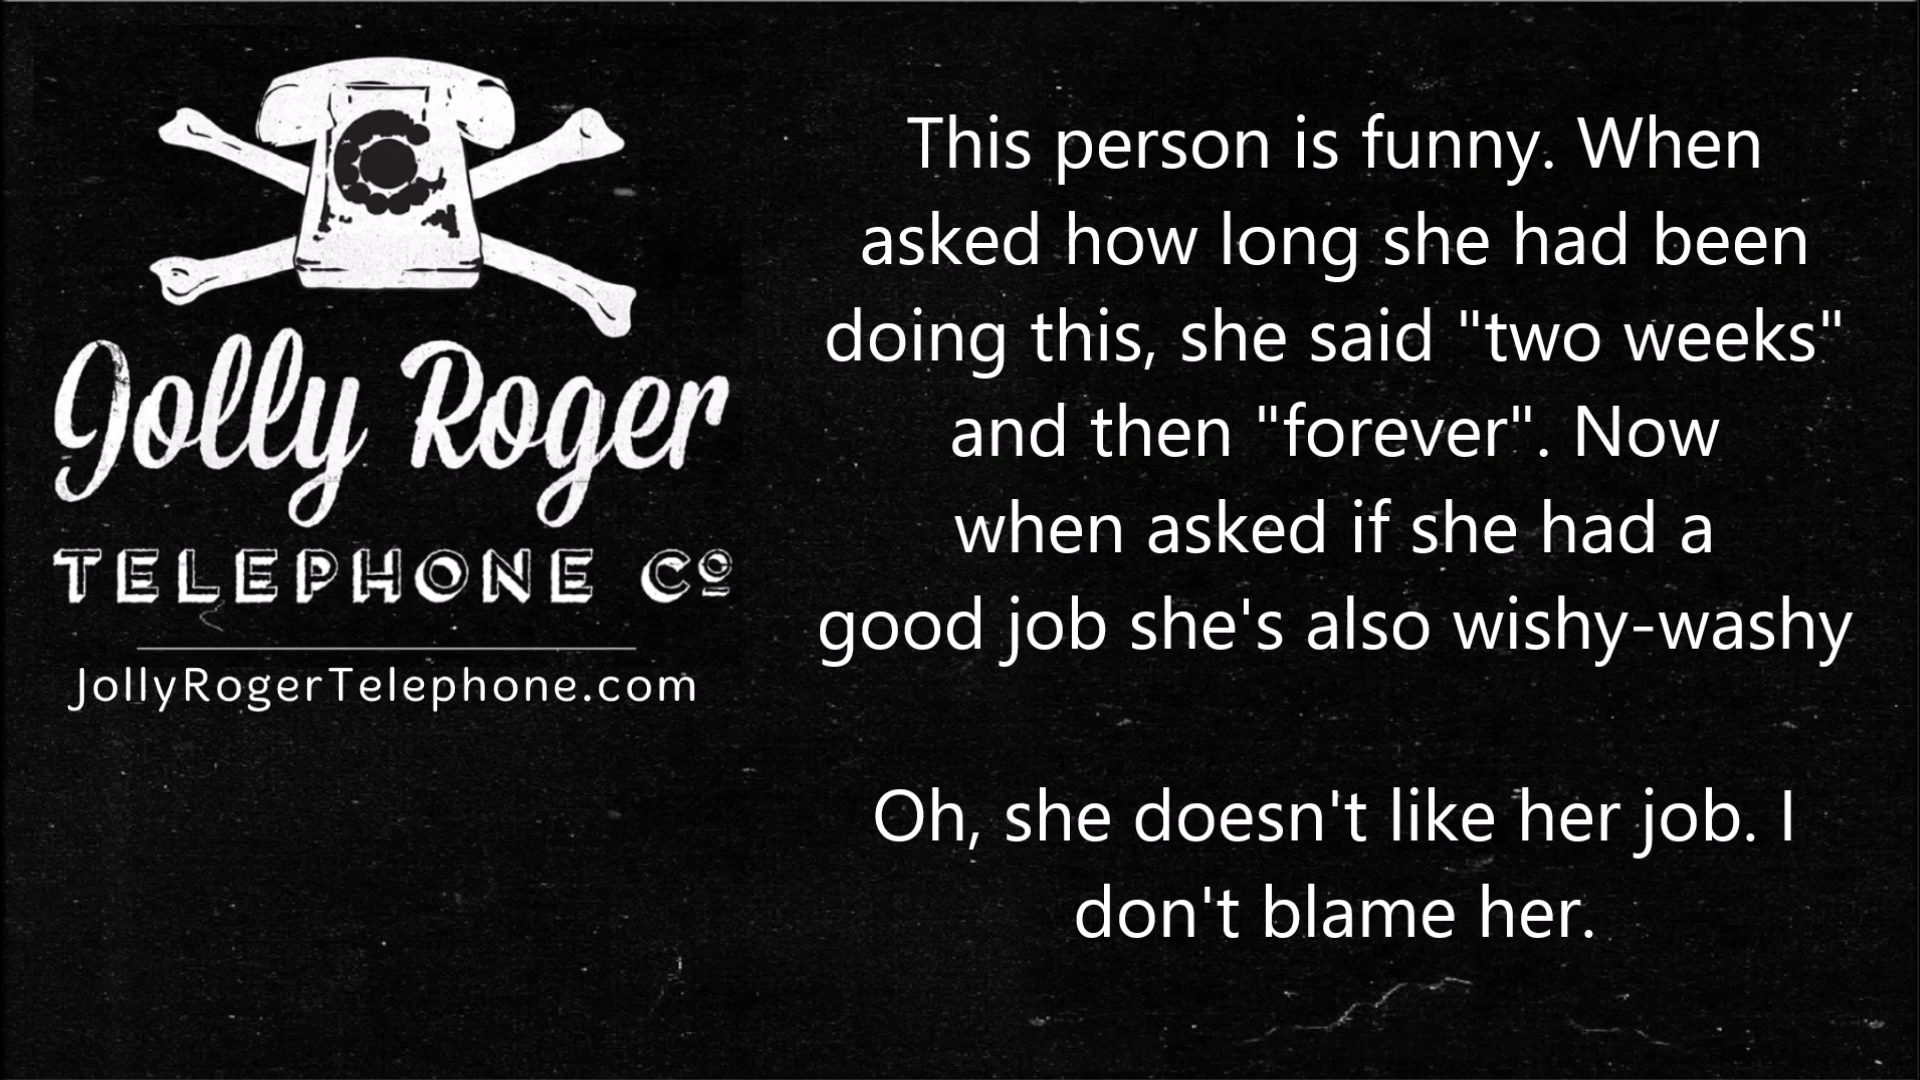 Jolly Roger
TELEPHONE Cº
JollyRogerTelephone.com
This person is funny. When
asked how long she had been
doing this, she said "two weeks"
and then "forever". Now
when asked if she had a
good job she's also wishy-washy
Oh, she doesn't like her job. I
don't blame her.